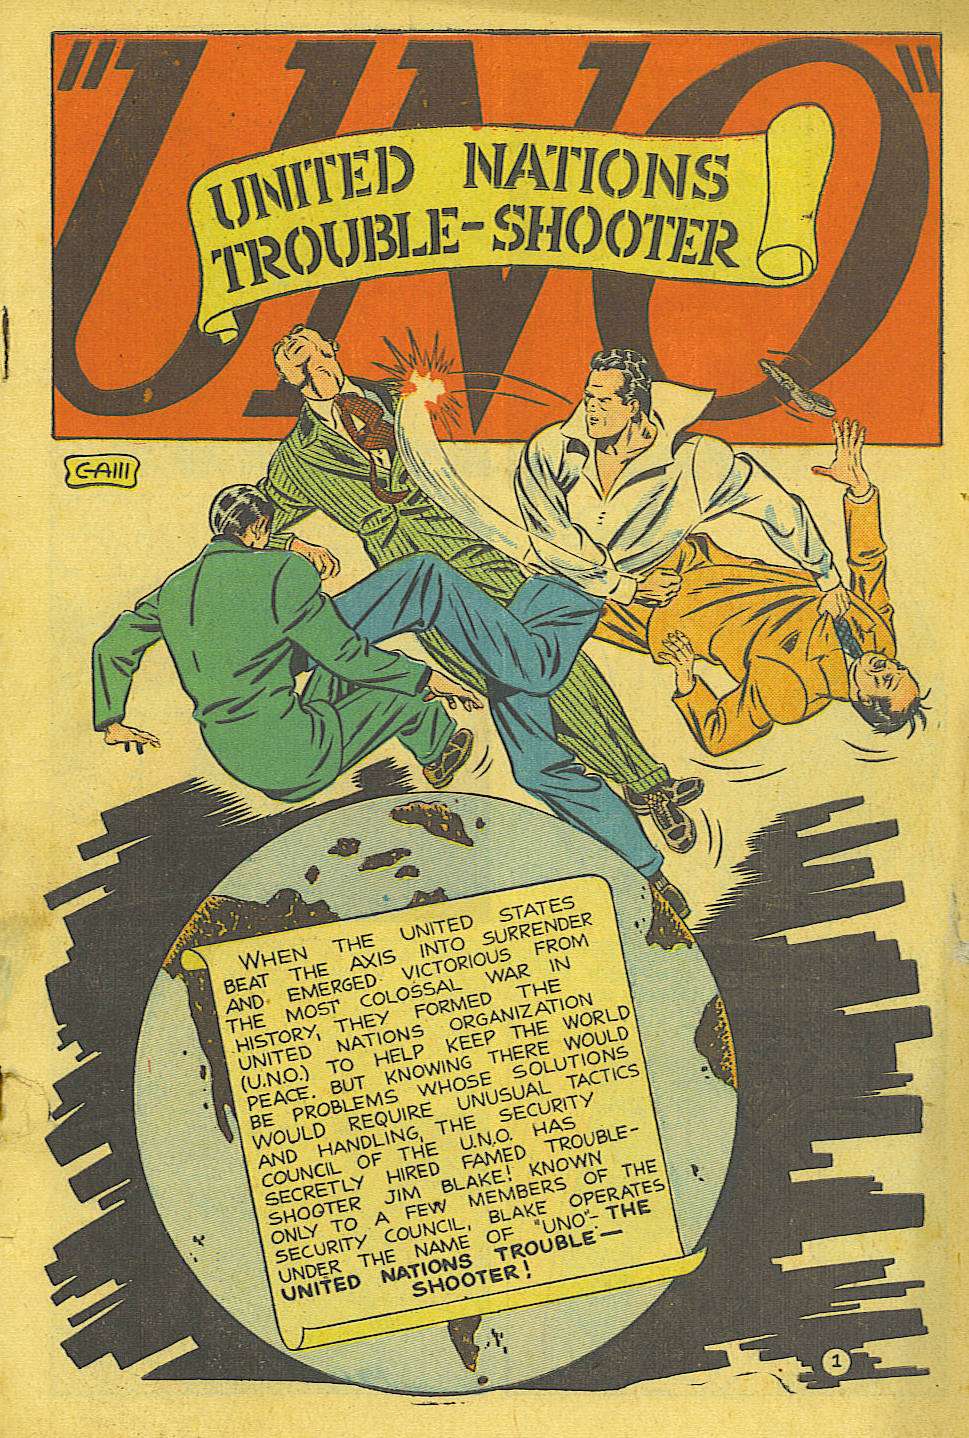 "UNO"
UNITED NATIONS
TROUBLE-SHOOTER
G-A111
WHEN THE UNITED STATES
BEAT THE AXIS INTO SURRENDER
AND EMERGED VICTORIOUS FROM
THE MOST COLOSSAL WAR IN
HISTORY, THEY FORMED THE
UNITED NATIONS ORGANIZATION
(U.N.O.) TO HELP KEEP THE WORLD
PEACE. BUT KNOWING THERE WOULD
BE PROBLEMS WHOSE SOLUTIONS
WOULD REQUIRE UNUSUAL TACTICS
AND HANDLING, THE SECURITY
COUNCIL OF THE U.N.O. HAS
SECRETLY HIRED FAMED TROUBLE-
SHOOTER JIM BLAKE! KNOWN
ONLY TO A FEW MEMBERS OF THE
SECURITY COUNCIL, BLAKE OPERATES
UNDER THE NAME OF "UNO"- THE
UNITED NATIONS TROUBLE-
SHOOTER!
1